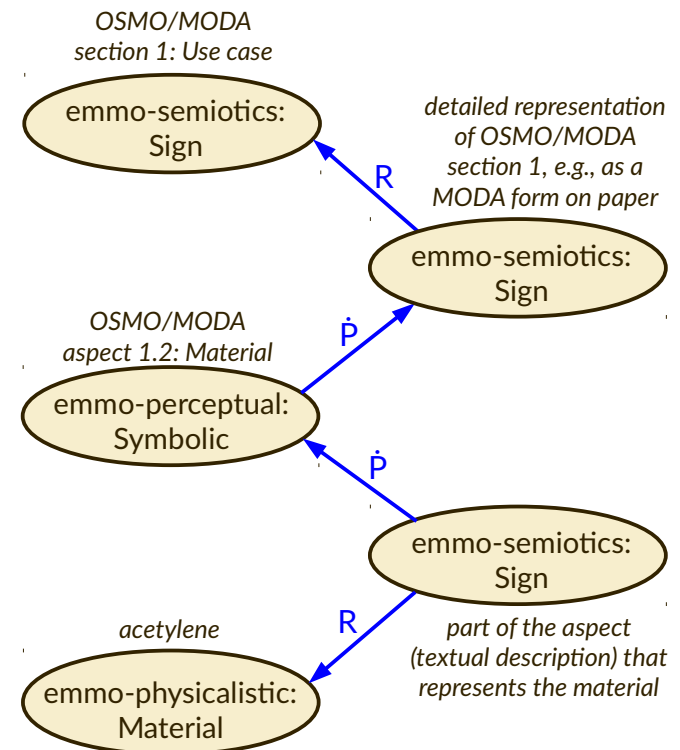 OSMO/MODA
section 1: Use case
emmo-semiotics:
Sign
detailed representation
of OSMO/MODA
section 1, e.g., as a
MODA form on paper
R
emmo-semiotics:
Sign
Ṗ
OSMO/MODA
aspect 1.2: Material
emmo-perceptual:
Symbolic
Ṗ
emmo-semiotics:
Sign
R
part of the aspect
(textual description) that
represents the material
acetylene
emmo-physicalistic:
Material